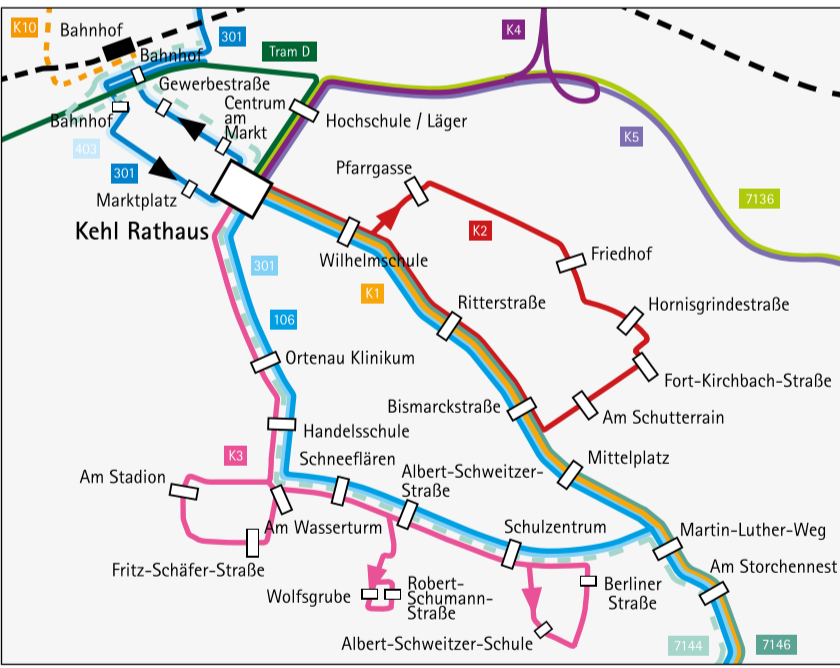 K10
Bahnhof
301
K4
Bahnhof
Tram D
Gewerbestraße
Centrum
am
Markt
Bahnhof
Hochschule / Läger
K5
403
301
Pfarrgasse
Marktplatz
7136
Kehl Rathaus
K2
Friedhof
Wilhelmschule
301
K1
Ritterstraße
Hornisgrindestraße
106
Ortenau Klinikum
Fort-Kirchbach-Straße
Bismarckstraße
Am Schutterrain
Handelsschule
K3
Schneeflären
Mittelplatz
Am Stadion
Albert-Schweitzer-
Straße
Am Wasserturm
Schulzentrum
Martin-Luther-Weg
Fritz-Schäfer-Straße
Am Storchennest
Wolfsgrube
Robert-
Schumann-
Straße
Berliner
Straße
Albert-Schweitzer-Schule
7144
7146